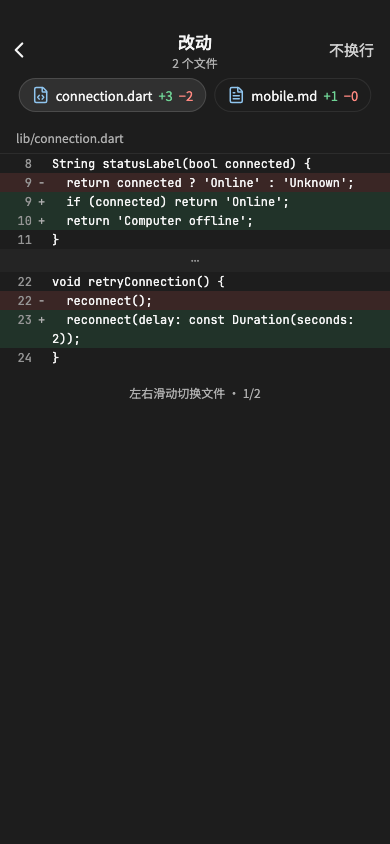 改动
2 个文件
不换行
connection.dart +3 −2
mobile.md +1 −0
lib/connection.dart
8 String statusLabel(bool connected) {
9 - return connected ? 'Online' : 'Unknown';
9 + if (connected) return 'Online';
10 + return 'Computer offline';
11 }
…
22 void retryConnection() {
22 - reconnect();
23 + reconnect(delay: const Duration(seconds:
2));
24 }
左右滑动切换文件 · 1/2